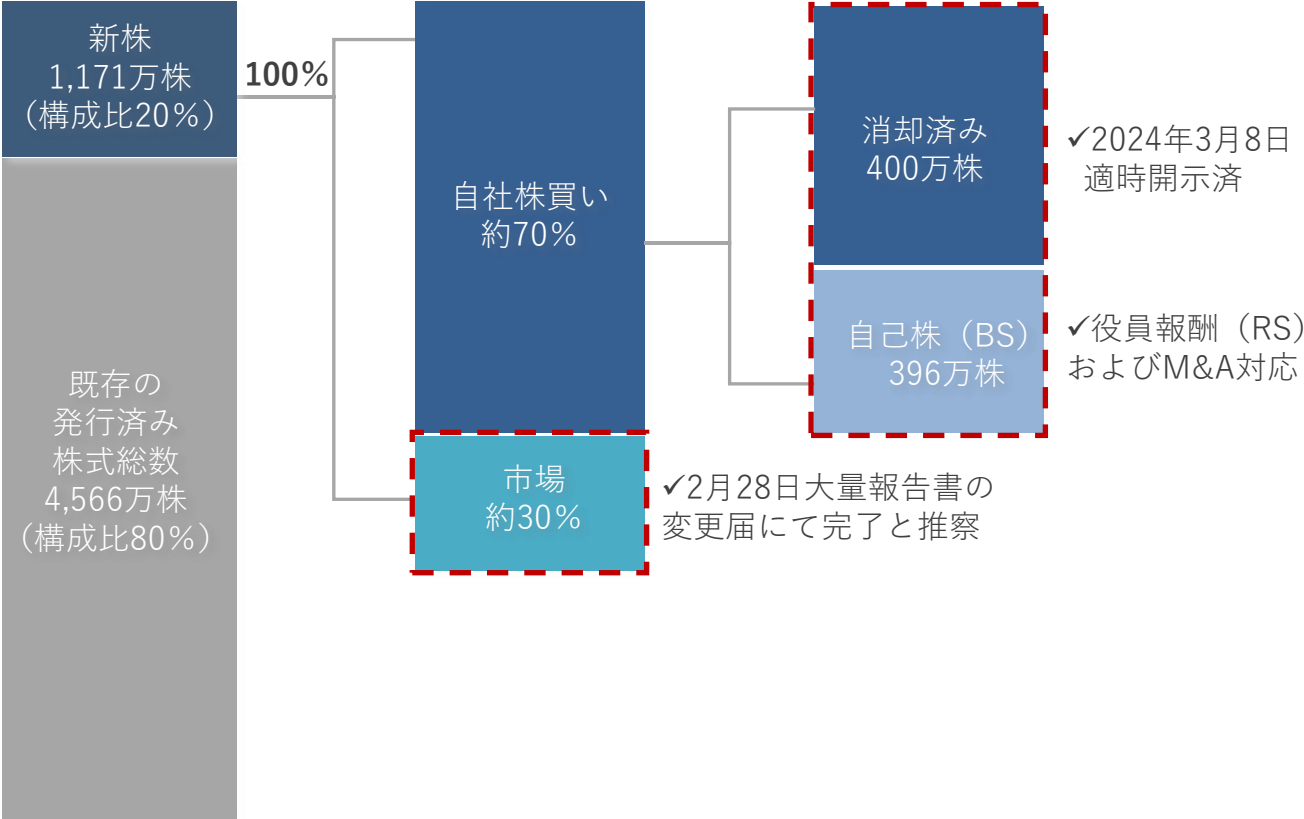 新株
1,171万株
（構成比20%）
100%
既存の
発行済み
株式総数
4,566万株
（構成比80%）
自社株買い
約70%
市場
約30%
✓2月28日大量報告書の
変更届にて完了と推察
消却済み
400万株
✓2024年3月8日
適時開示済
自己株（BS）
396万株
✓役員報酬（RS）
およびM&A対応